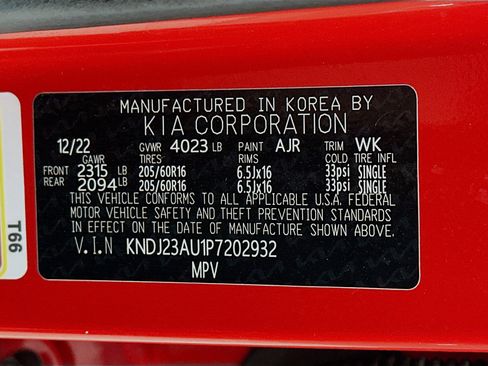 MANUFACTURED IN KOREA BY
KIA CORPORATION
12/22 GVWR 4023 LB PAINT AJR TRIM WK
GAWR TIRES RIMS COLD TIRE INFL
FRONT 2315 LB 205/60R16 6.5Jx16 33psi SINGLE
REAR 2094 LB 205/60R16 6.5Jx16 33psi SINGLE
THIS VEHICLE CONFORMS TO ALL APPLICABLE U.S.A. FEDERAL
MOTOR VEHICLE SAFETY AND THEFT PREVENTION STANDARDS
IN EFFECT ON THE DATE OF MANUFACTURE SHOWN ABOVE.
V.I.N KNDJ23AU1P7202932
MPV
T66